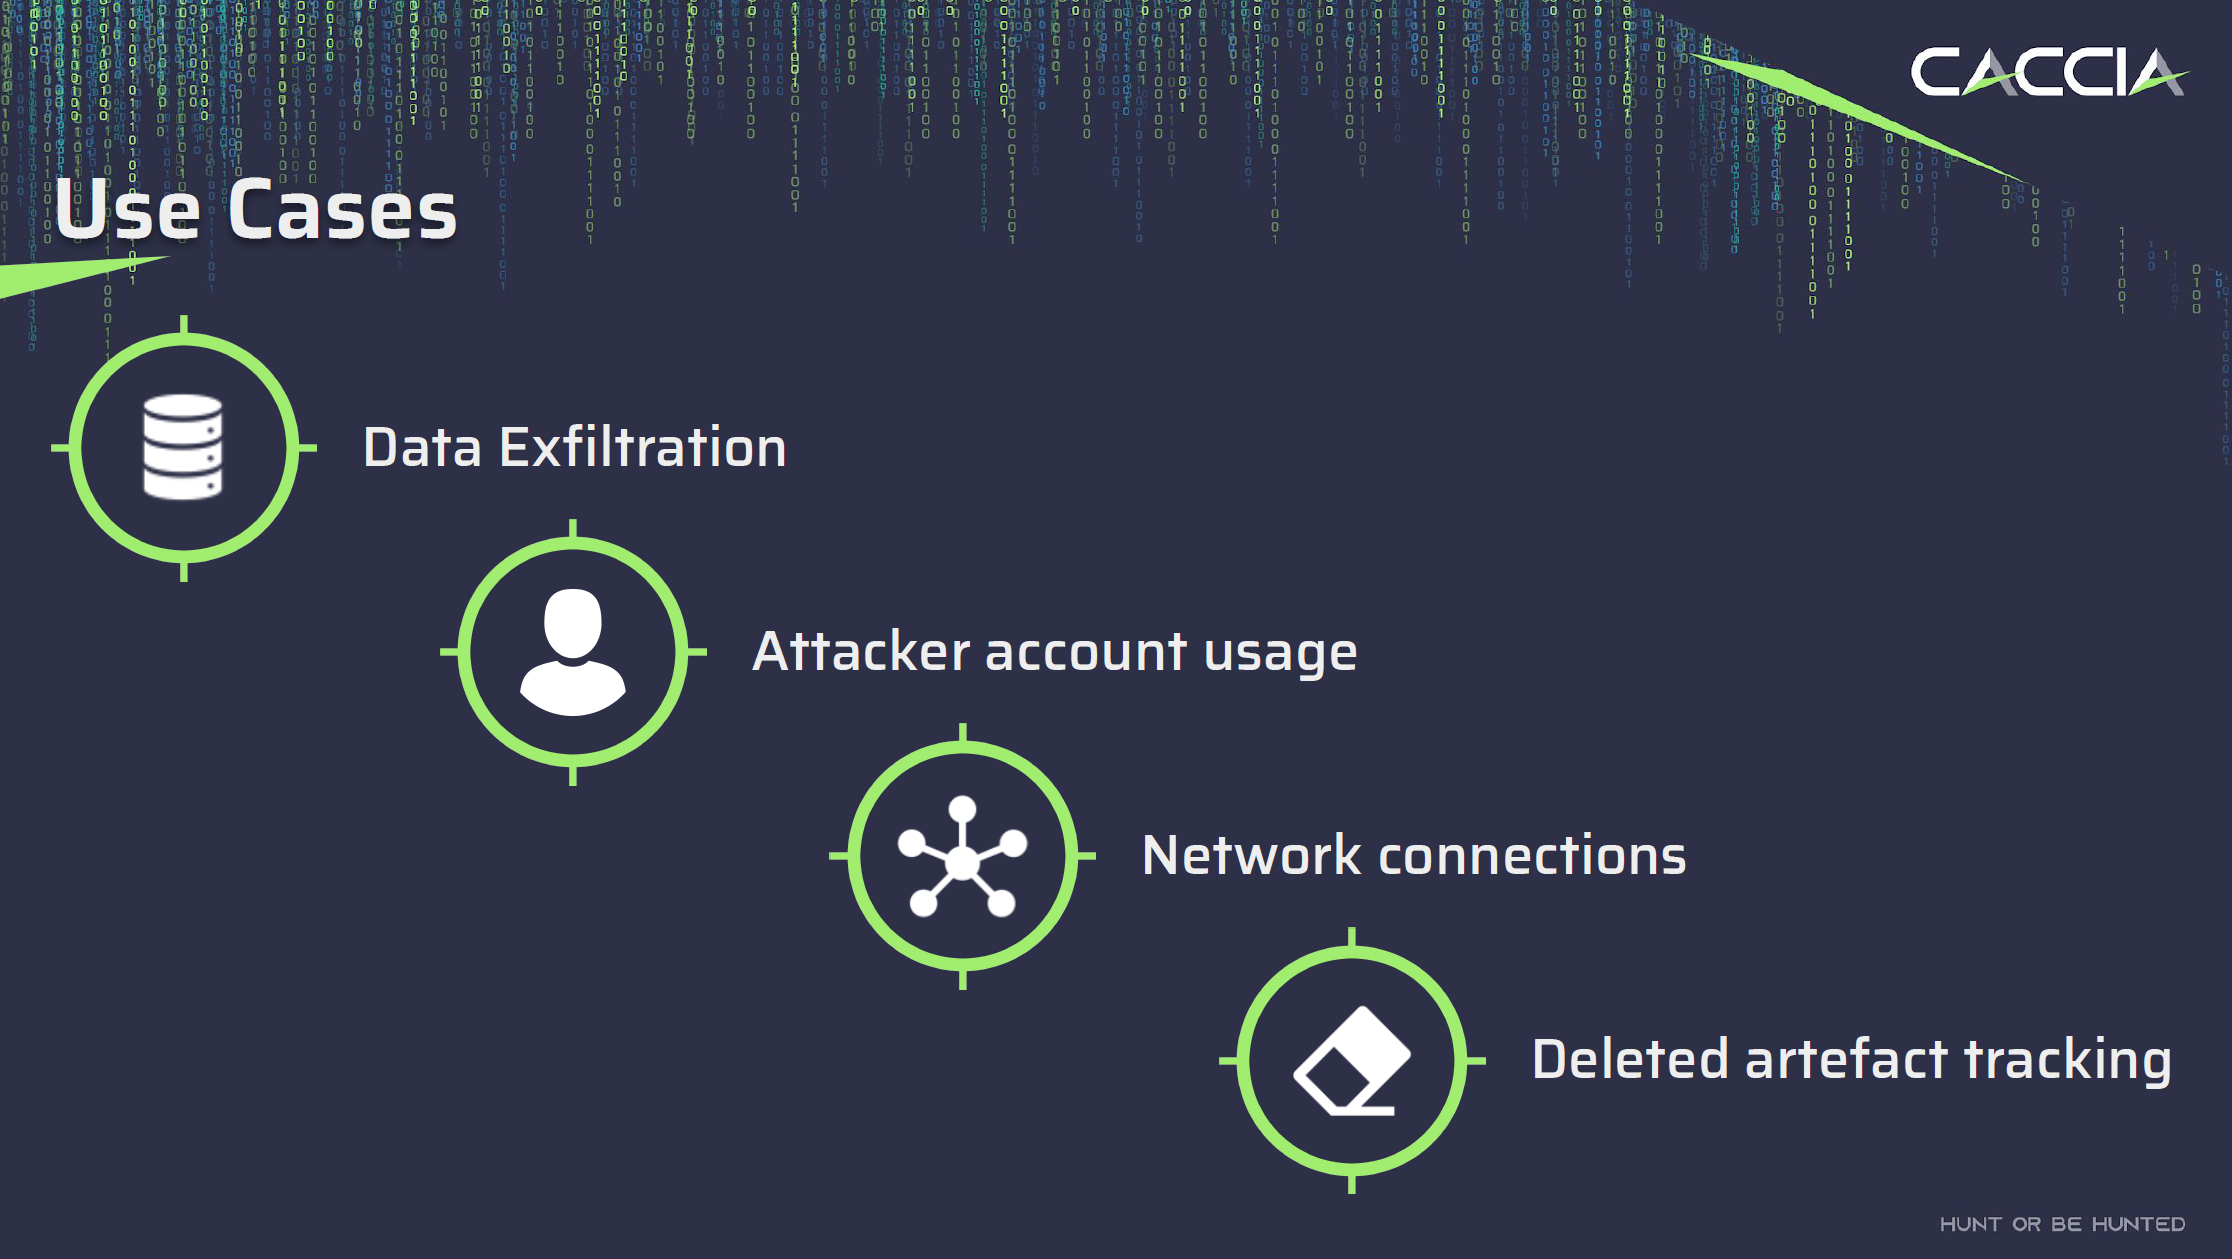 CACCIA
Use Cases
Data Exfiltration
Attacker account usage
Network connections
Deleted artefact tracking
HUNT OR BE HUNTED